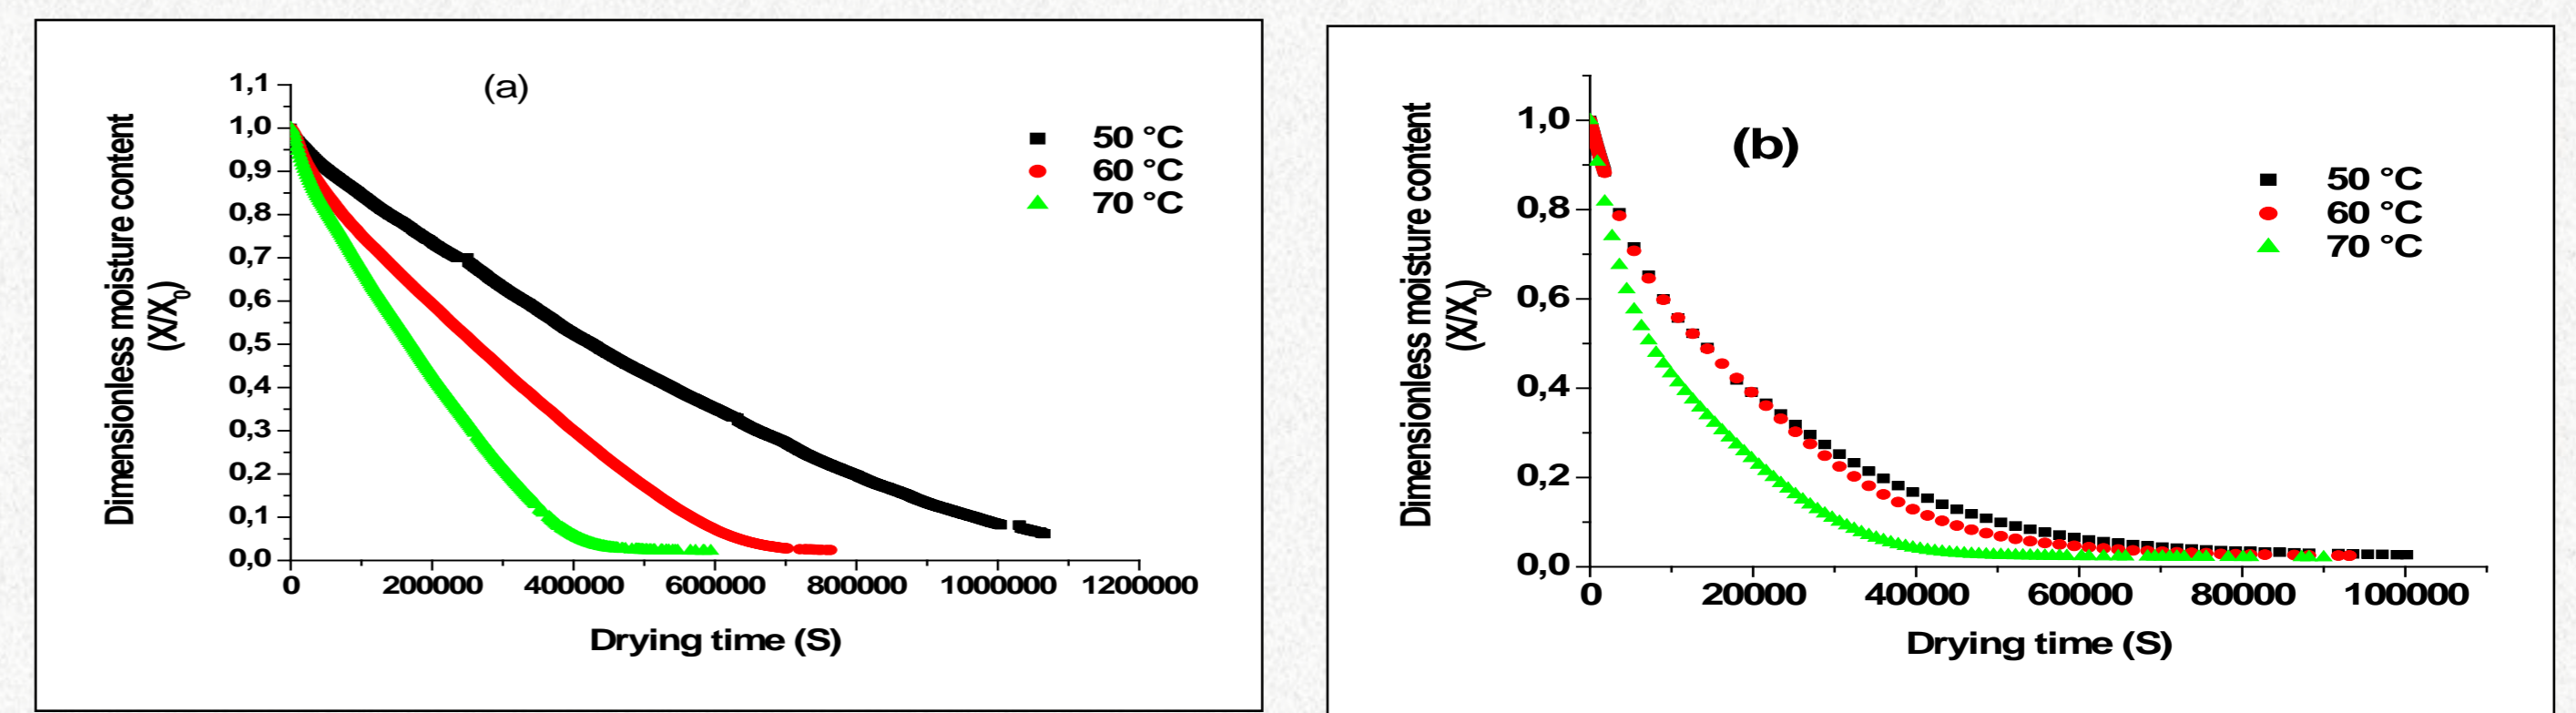 (a)
Dimensionless moisture content
(X/X₀)
1,1
1,0
0,9
0,8
0,7
0,6
0,5
0,4
0,3
0,2
0,1
0,0
0 200000 400000 600000 800000 1000000 1200000
Drying time (S)
50 °C
60 °C
70 °C
(b)
Dimensionless moisture content
(X/X₀)
1,0
0,8
0,6
0,4
0,2
0,0
0 20000 40000 60000 80000 100000
Drying time (S)
50 °C
60 °C
70 °C